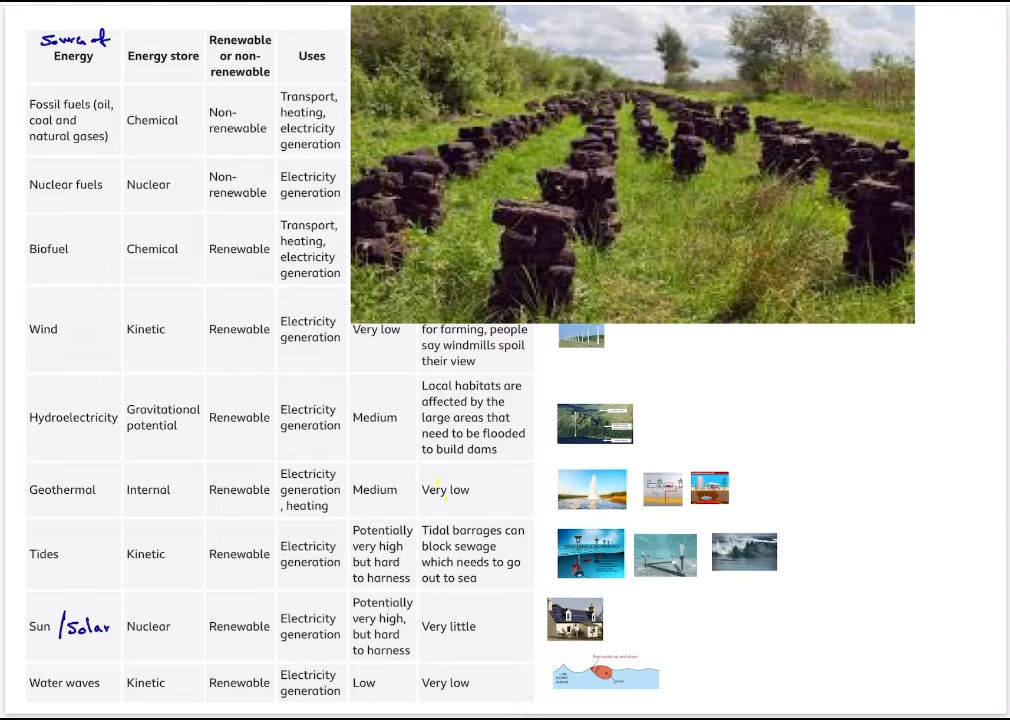 source of
Energy
Energy store
Renewable
or non-
renewable
Uses
Fossil fuels (oil,
coal and
natural gases)
Chemical
Non-
renewable
Transport,
heating,
electricity
generation
Nuclear fuels
Nuclear
Non-
renewable
Electricity
generation
Biofuel
Chemical
Renewable
Transport,
heating,
electricity
generation
Wind
Kinetic
Renewable
Electricity
generation
Very low
for farming, people
say windmills spoil
their view
Hydroelectricity
Gravitational
potential
Renewable
Electricity
generation
Medium
Local habitats are
affected by the
large areas that
need to be flooded
to build dams
Geothermal
Internal
Renewable
Electricity
generation
, heating
Medium
Very low
Tides
Kinetic
Renewable
Electricity
generation
Potentially
very high
but hard
to harness
Tidal barrages can
block sewage
which needs to go
out to sea
Sun /Solar
Nuclear
Renewable
Electricity
generation
Potentially
very high,
but hard
to harness
Very little
Water waves
Kinetic
Renewable
Electricity
generation
Low
Very low